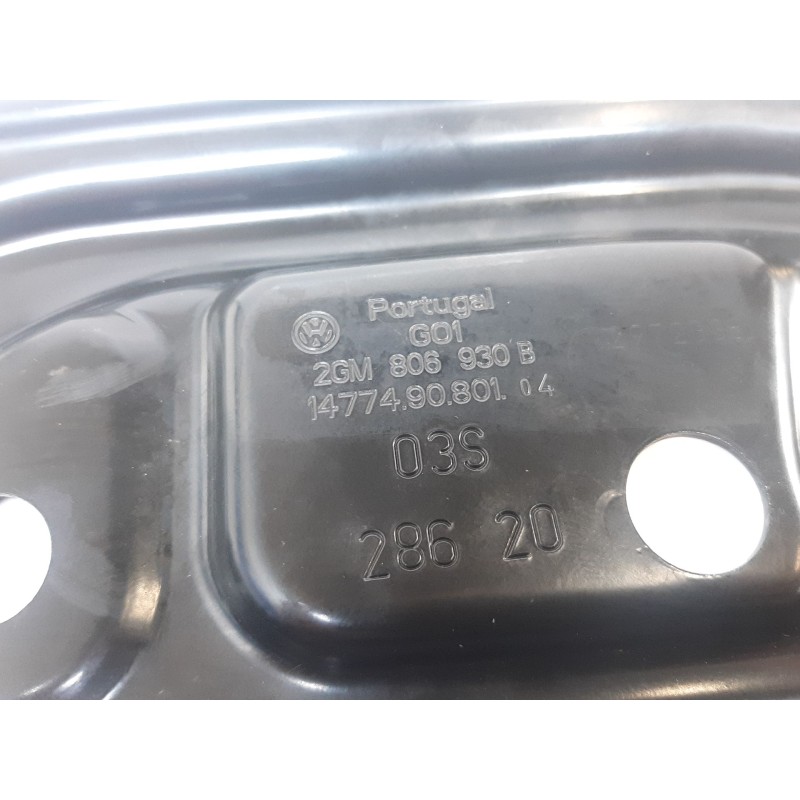 Portugal
G01
2GM 806 930 B
14774.90.801. 04
03S
286 20